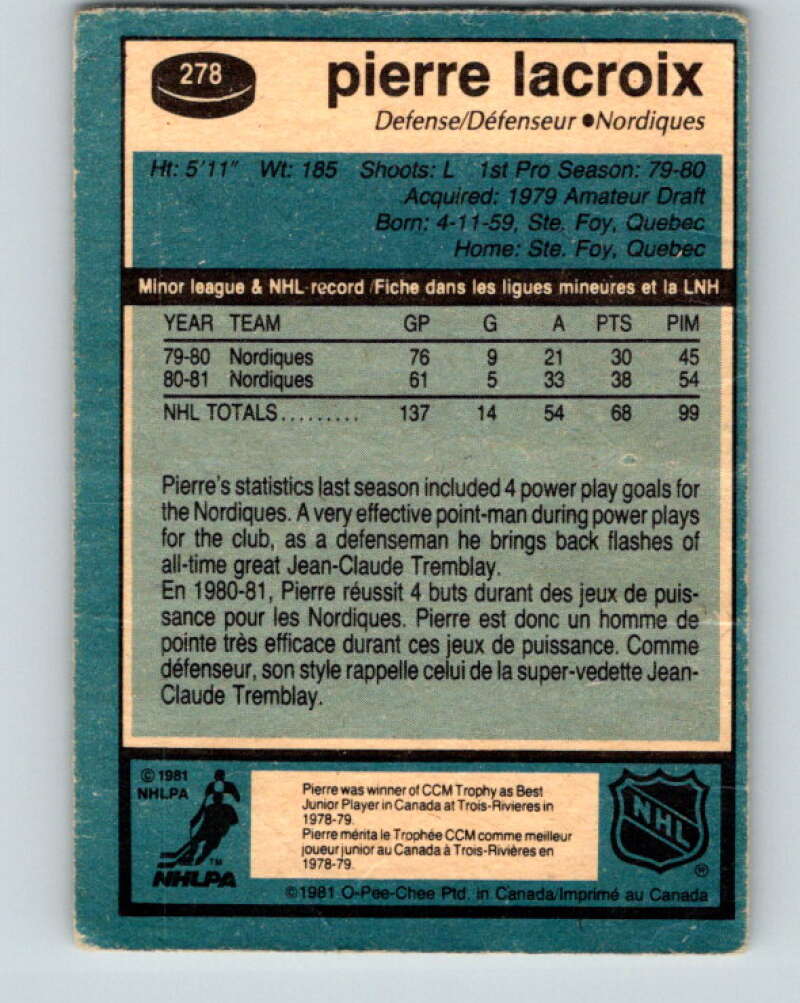 278
pierre lacroix
Defense/Défenseur ●Nordiques
Ht: 5'11" Wt: 185 Shoots: L 1st Pro Season: 79-80
Acquired: 1979 Amateur Draft
Born: 4-11-59, Ste. Foy, Quebec
Home: Ste. Foy, Quebec
Minor league & NHL record/Fiche dans les ligues mineures et la LNH
YEAR TEAM GP G A PTS PIM
79-80 Nordiques 76 9 21 30 45
80-81 Nordiques 61 5 33 38 54
NHL TOTALS......... 137 14 54 68 99
Pierre's statistics last season included 4 power play goals for
the Nordiques. A very effective point-man during power plays
for the club, as a defenseman he brings back flashes of
all-time great Jean-Claude Tremblay.
En 1980-81, Pierre réussit 4 buts durant des jeux de puis-
sance pour les Nordiques. Pierre est donc un homme de
pointe très efficace durant ces jeux de puissance. Comme
défenseur, son style rappelle celui de la super-vedette Jean-
Claude Tremblay.
©1981
NHLPA
TM
NHLPA
Pierre was winner of CCM Trophy as Best
Junior Player in Canada at Trois-Rivieres in
1978-79.
Pierre mérita le Trophée CCM comme meilleur
joueur junior au Canada à Trois-Rivières en
1978-79.
NHL
®
©1981 O-Pee-Chee Ptd. in Canada/Imprimé au Canada